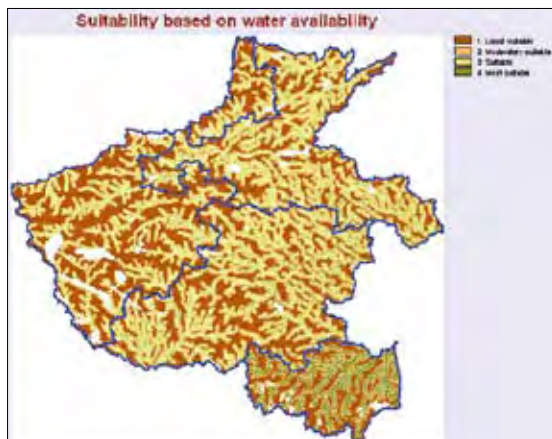 Suitability based on water availability
1 Least suitable
2 Moderately suitable
3 Suitable
4 Most suitable